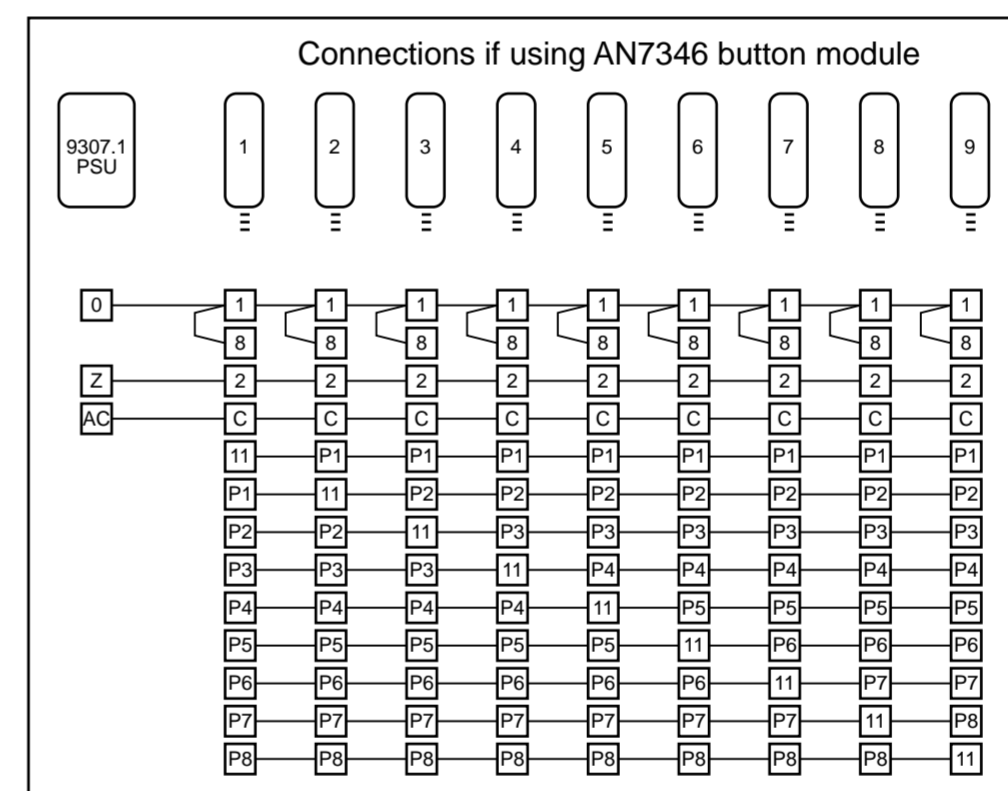 Connections if using AN7346 button module
9307.1 1 2 3 4 5 6 7 8 9
PSU
0 1 1 1 1 1 1 1 1 1
8 8 8 8 8 8 8 8 8
Z 2 2 2 2 2 2 2 2 2
AC C C C C C C C C C
11 P1 P1 P1 P1 P1 P1 P1 P1
P1 11 P2 P2 P2 P2 P2 P2 P2
P2 P2 11 P3 P3 P3 P3 P3 P3
P3 P3 P3 11 P4 P4 P4 P4 P4
P4 P4 P4 P4 11 P5 P5 P5 P5
P5 P5 P5 P5 P5 11 P6 P6 P6
P6 P6 P6 P6 P6 P6 11 P7 P7
P7 P7 P7 P7 P7 P7 P7 11 P8
P8 P8 P8 P8 P8 P8 P8 P8 11